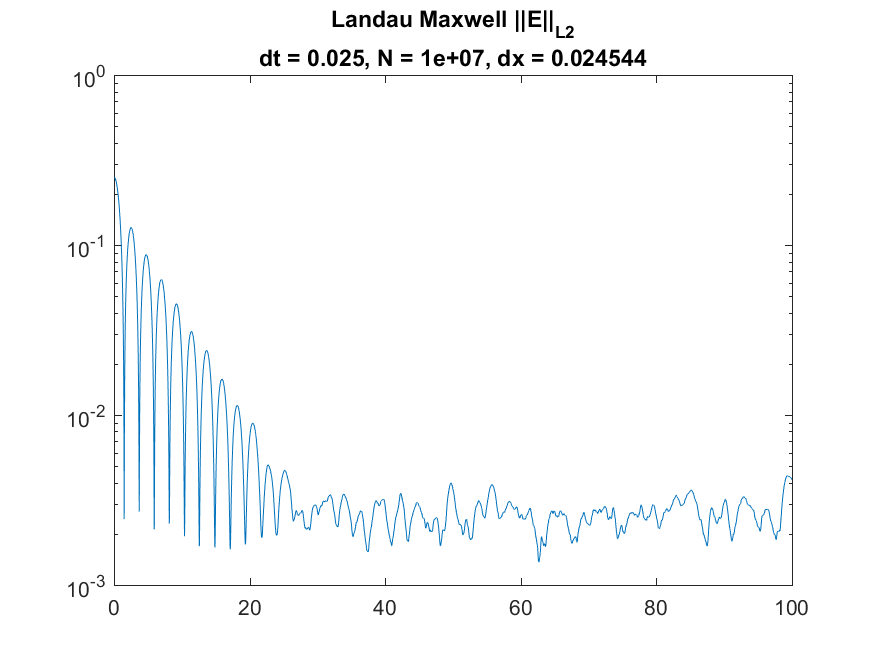 Landau Maxwell ||E||L2
dt = 0.025, N = 1e+07, dx = 0.024544
10^0
10^-1
10^-2
10^-3
0 20 40 60 80 100